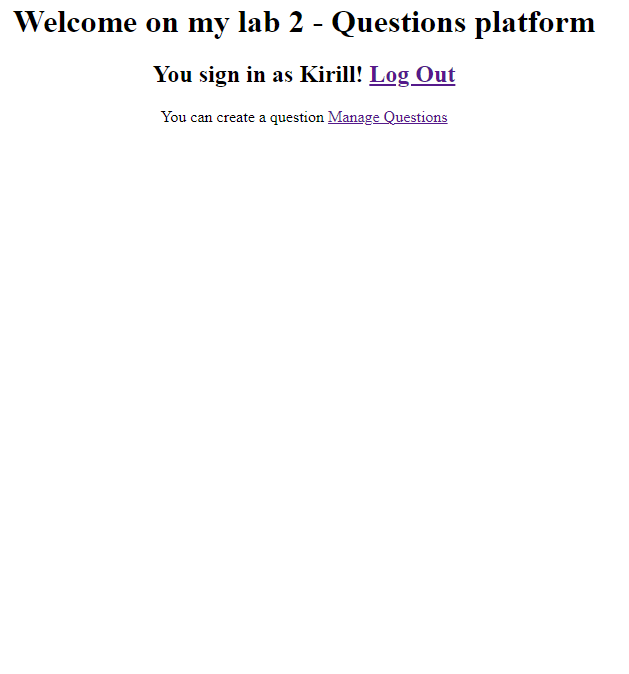 Welcome on my lab 2 - Questions platform
You sign in as Kirill! Log Out
You can create a question Manage Questions